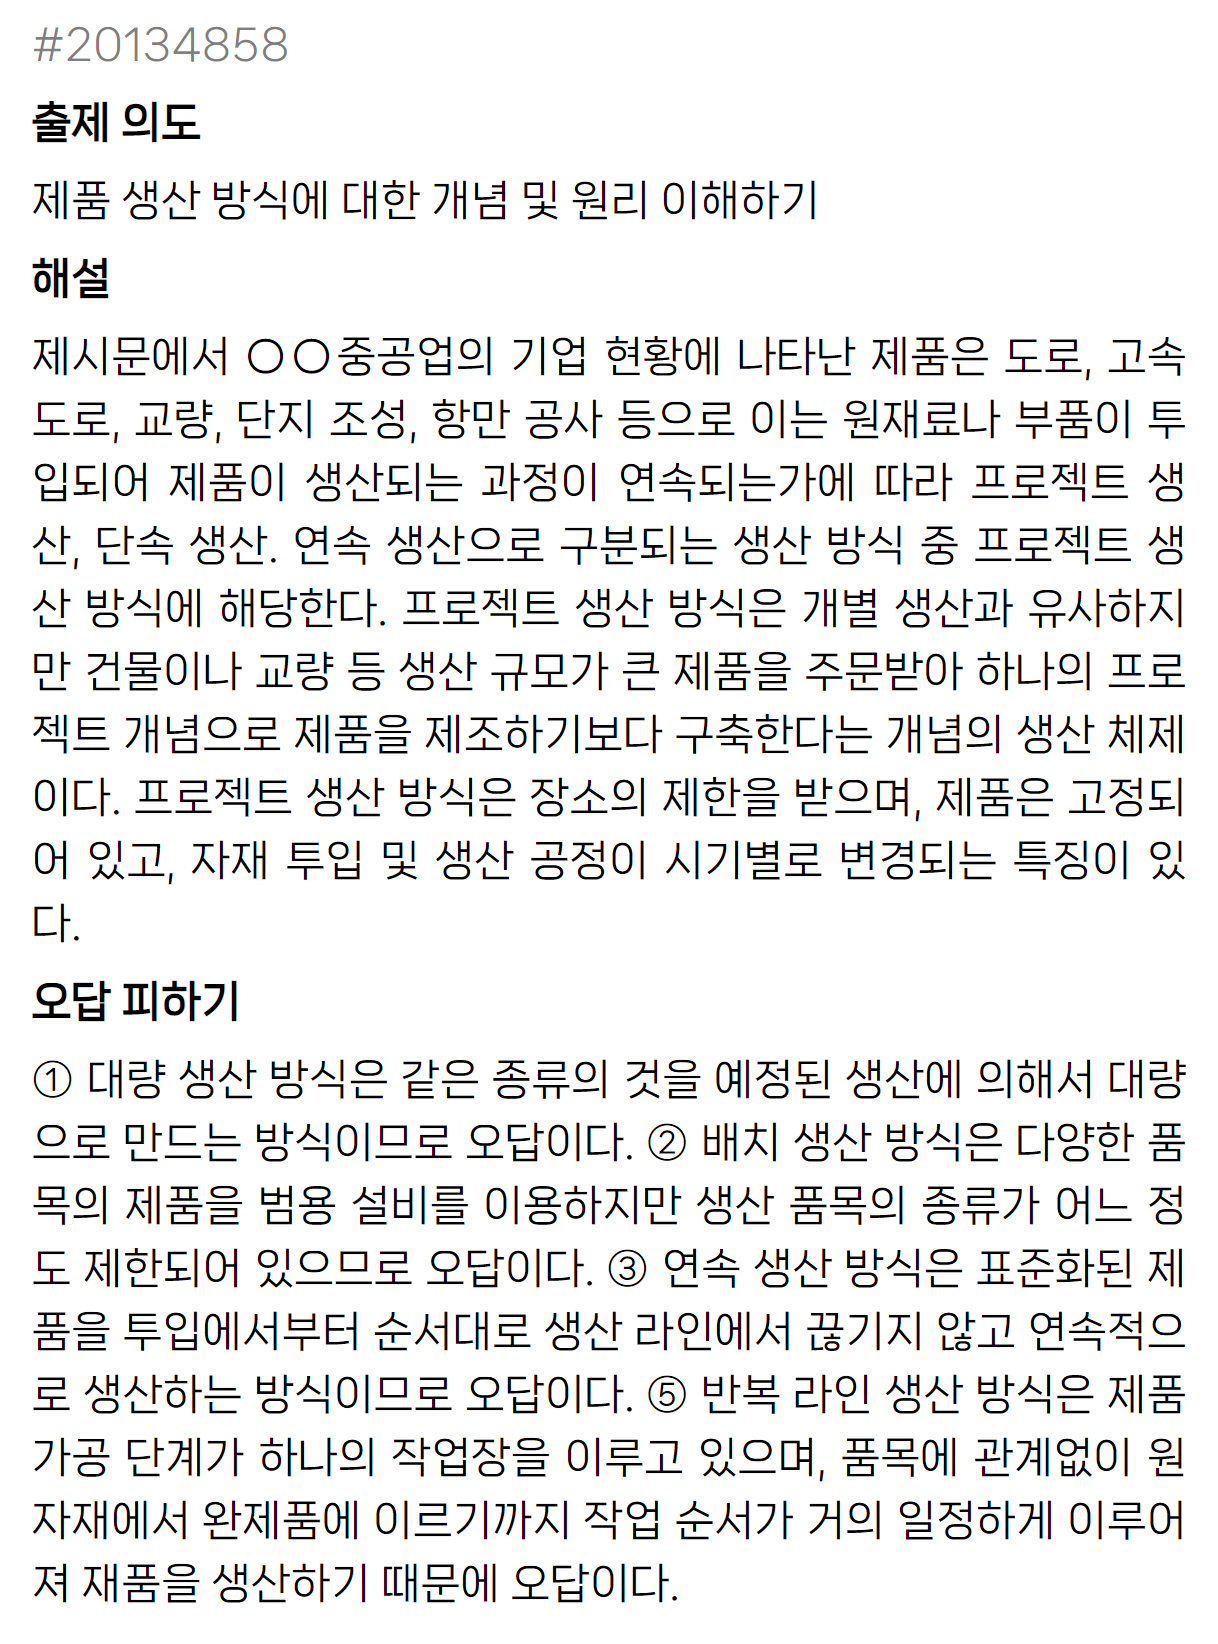 #20134858
출제 의도
제품 생산 방식에 대한 개념 및 원리 이해하기
해설
제시문에서 ○○중공업의 기업 현황에 나타난 제품은 도로, 고속
도로, 교량, 단지 조성, 항만 공사 등으로 이는 원재료나 부품이 투
입되어 제품이 생산되는 과정이 연속되는가에 따라 프로젝트 생
산, 단속 생산. 연속 생산으로 구분되는 생산 방식 중 프로젝트 생
산 방식에 해당한다. 프로젝트 생산 방식은 개별 생산과 유사하지
만 건물이나 교량 등 생산 규모가 큰 제품을 주문받아 하나의 프로
젝트 개념으로 제품을 제조하기보다 구축한다는 개념의 생산 체제
이다. 프로젝트 생산 방식은 장소의 제한을 받으며, 제품은 고정되
어 있고, 자재 투입 및 생산 공정이 시기별로 변경되는 특징이 있
다.
오답 피하기
① 대량 생산 방식은 같은 종류의 것을 예정된 생산에 의해서 대량
으로 만드는 방식이므로 오답이다. ② 배치 생산 방식은 다양한 품
목의 제품을 범용 설비를 이용하지만 생산 품목의 종류가 어느 정
도 제한되어 있으므로 오답이다. ③ 연속 생산 방식은 표준화된 제
품을 투입에서부터 순서대로 생산 라인에서 끊기지 않고 연속적으
로 생산하는 방식이므로 오답이다. ⑤ 반복 라인 생산 방식은 제품
가공 단계가 하나의 작업장을 이루고 있으며, 품목에 관계없이 원
자재에서 완제품에 이르기까지 작업 순서가 거의 일정하게 이루어
져 재품을 생산하기 때문에 오답이다.